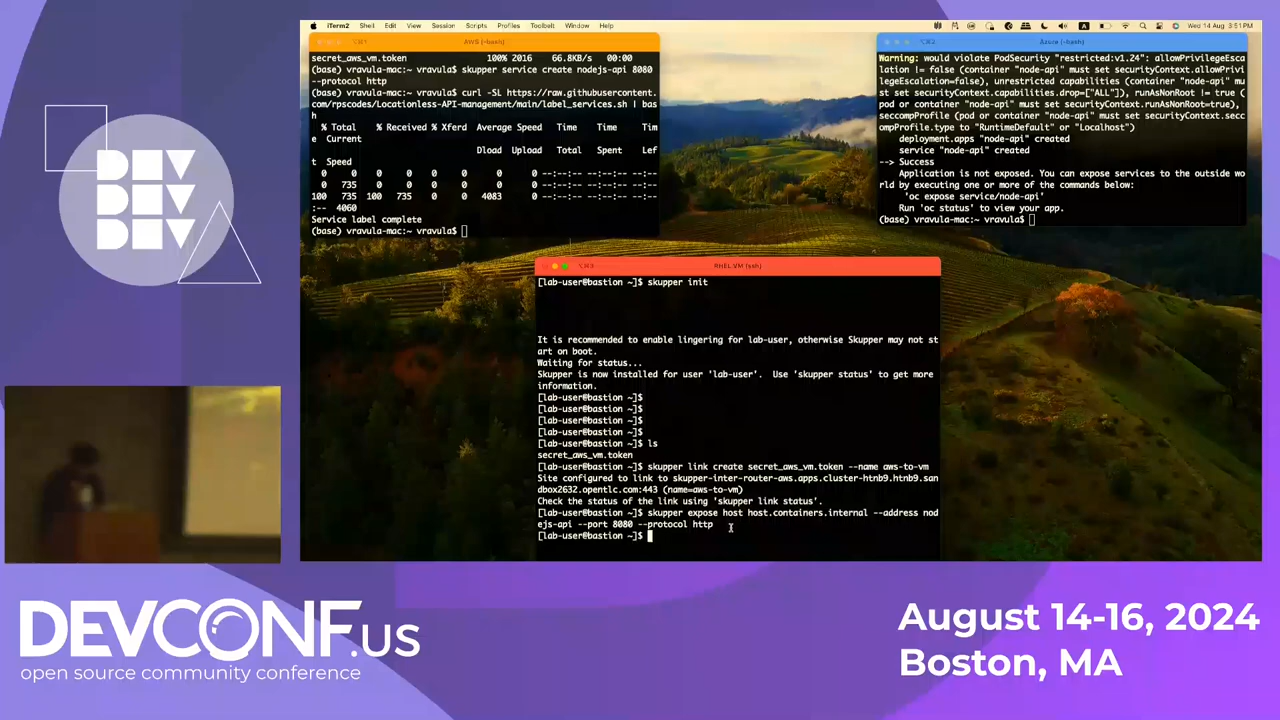 iTerm2 Shell Edit View Session Scripts Profiles Toolbelt Window Help
Wed 14 Aug 3:51 PM
AWS (-bash)
secret_aws_vm.token 100% 2016 66.8KB/s 00:00
(base) vravula-mac:~ vravula$ skupper service create nodejs-api 8080
--protocol http
(base) vravula-mac:~ vravula$ curl -SL https://raw.githubusercontent.
com/rpscodes/Locationless-API-management/main/label_services.sh | bas
h
% Total % Received % Xferd Average Speed Time Time Tim
e Current
Dload Upload Total Spent Lef
t Speed
0 0 0 0 0 0 0 0 --:--:-- --:--:-- --:--:--
0 735 0 0 0 0 0 0 --:--:-- --:--:-- --:--:--
100 735 100 735 0 0 4083 0 --:--:-- --:--:-- --:--
:-- 4060
Service label complete
(base) vravula-mac:~ vravula$
Azure (-bash)
Warning: would violate PodSecurity "restricted:v1.24": allowPrivilegeEsca
lation != false (container "node-api" must set securityContext.allowPrivi
legeEscalation=false), unrestricted capabilities (container "node-api" mu
st set securityContext.capabilities.drop=["ALL"]), runAsNonRoot != true (
pod or container "node-api" must set securityContext.runAsNonRoot=true),
seccompProfile (pod or container "node-api" must set securityContext.secc
ompProfile.type to "RuntimeDefault" or "Localhost")
deployment.apps "node-api" created
service "node-api" created
--> Success
Application is not exposed. You can expose services to the outside wo
rld by executing one or more of the commands below:
'oc expose service/node-api'
Run 'oc status' to view your app.
(base) vravula-mac:~ vravula$
RHEL VM (ssh)
[lab-user@bastion ~]$ skupper init
It is recommended to enable lingering for lab-user, otherwise Skupper may not st
art on boot.
Waiting for status...
Skupper is now installed for user 'lab-user'. Use 'skupper status' to get more
information.
[lab-user@bastion ~]$
[lab-user@bastion ~]$
[lab-user@bastion ~]$
[lab-user@bastion ~]$
[lab-user@bastion ~]$ ls
secret_aws_vm.token
[lab-user@bastion ~]$ skupper link create secret_aws_vm.token --name aws-to-vm
Site configured to link to skupper-inter-router-aws.apps.cluster-htnb9.htnb9.san
dbox2632.opentlc.com:443 (name=aws-to-vm)
Check the status of the link using 'skupper link status'.
[lab-user@bastion ~]$ skupper expose host host.containers.internal --address nod
ejs-api --port 8080 --protocol http
[lab-user@bastion ~]$
DEV
DEV
DEV
DEVCONF.us
open source community conference
August 14-16, 2024
Boston, MA